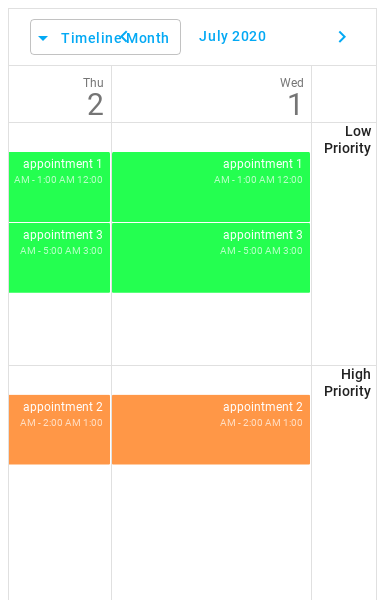 Timeline Month
July 2020
Wed
1
Thu
2
Low
Priority
appointment 1
AM - 1:00 AM 12:00
appointment 1
AM - 1:00 AM 12:00
appointment 3
AM - 5:00 AM 3:00
appointment 3
AM - 5:00 AM 3:00
High
Priority
appointment 2
AM - 2:00 AM 1:00
appointment 2
AM - 2:00 AM 1:00